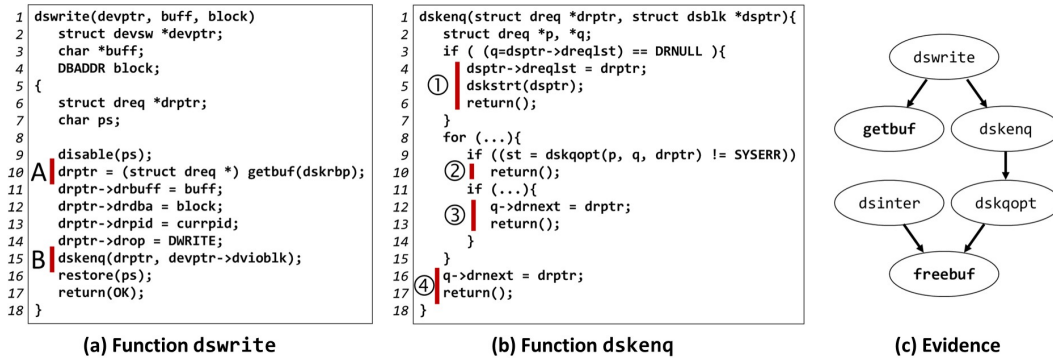 1 dswrite(devptr, buff, block)
2 struct devsw *devptr;
3 char *buff;
4 DBADDR block;
5 {
6 struct dreq *drptr;
7 char ps;
8
9 disable(ps);
A 10 drptr = (struct dreq *) getbuf(dskrbp);
11 drptr->drbuff = buff;
12 drptr->drdba = block;
13 drptr->drpid = currpid;
14 drptr->drop = DWRITE;
B 15 dskenq(drptr, devptr->dvioblk);
16 restore(ps);
17 return(OK);
18 }
(a) Function dswrite
1 dskenq(struct dreq *drptr, struct dsblk *dsptr){
2 struct dreq *p, *q;
3 if ( (q=dsptr->dreqlst) == DRNULL ){
4 dsptr->dreqlst = drptr;
① 5 dskstrt(dsptr);
6 return();
7 }
8 for (...){
9 if ((st = dskqopt(p, q, drptr) != SYSERR))
② 10 return();
11 if (...){
③ 12 q->drnext = drptr;
13 return();
14 }
15 }
④ 16 q->drnext = drptr;
17 return();
18 }
(b) Function dskenq
dswrite
getbuf
dskenq
dsinter
dskqopt
freebuf
(c) Evidence